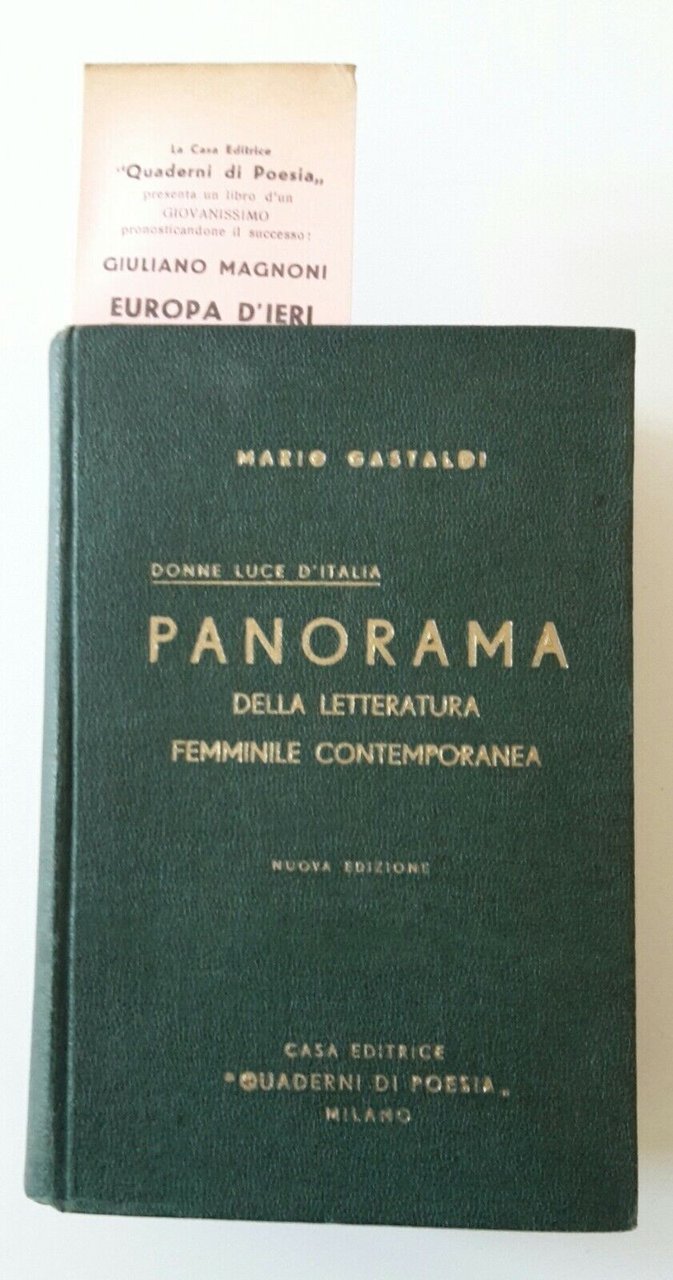 La Casa Editrice
"Quaderni di Poesia„
presenta un libro d'un
GIOVANISSIMO
pronosticandone il successo:
GIULIANO MAGNONI
EUROPA D'IERI
MARIO GASTALDI
DONNE LUCE D'ITALIA
PANORAMA
DELLA LETTERATURA
FEMMINILE CONTEMPORANEA
NUOVA EDIZIONE
CASA EDITRICE
"QUADERNI DI POESIA„
MILANO